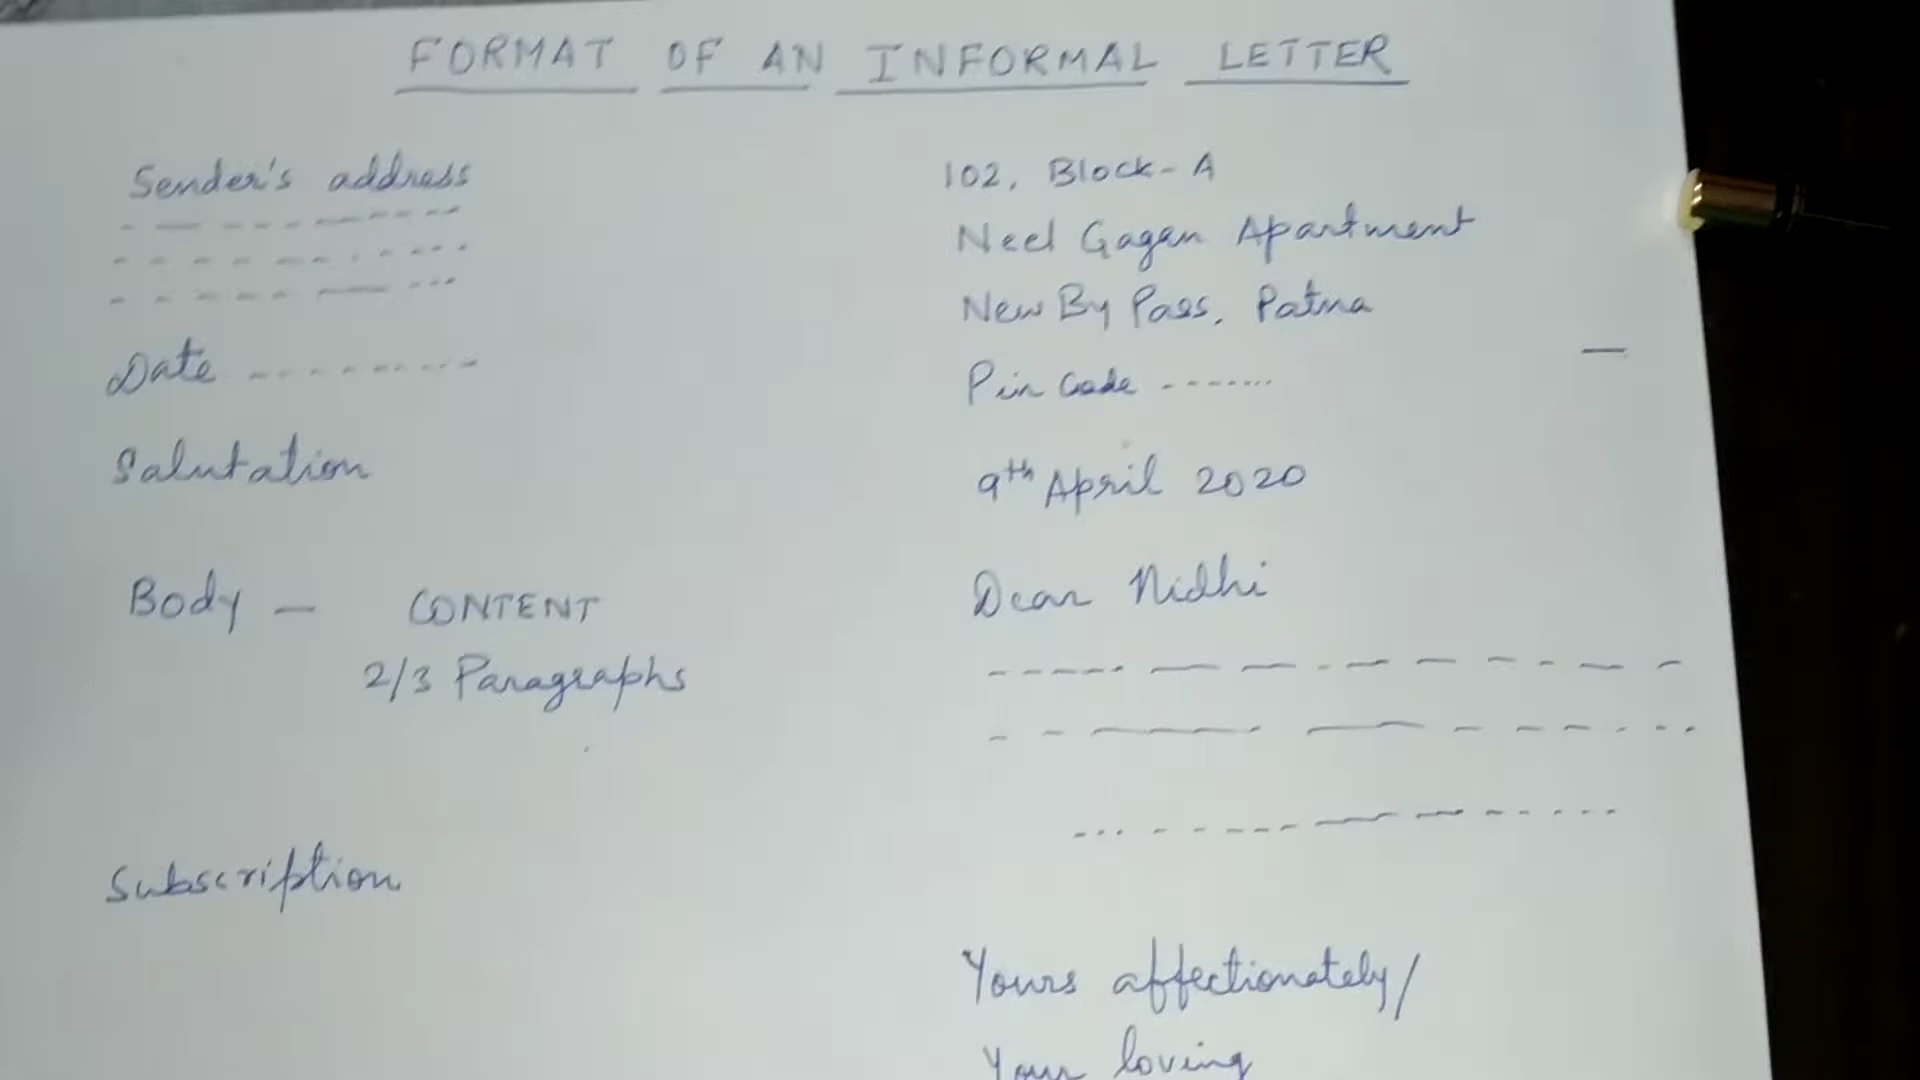 FORMAT OF AN INFORMAL LETTER
Sender's address
Date ---------
Salutation
Body - CONTENT
2/3 Paragraphs
Subscription
102, Block-A
Neel Gagan Apartment
New By Pass, Patna
Pin Code -------
9th April 2020
Dear Nidhi
Yours affectionately/
Your loving